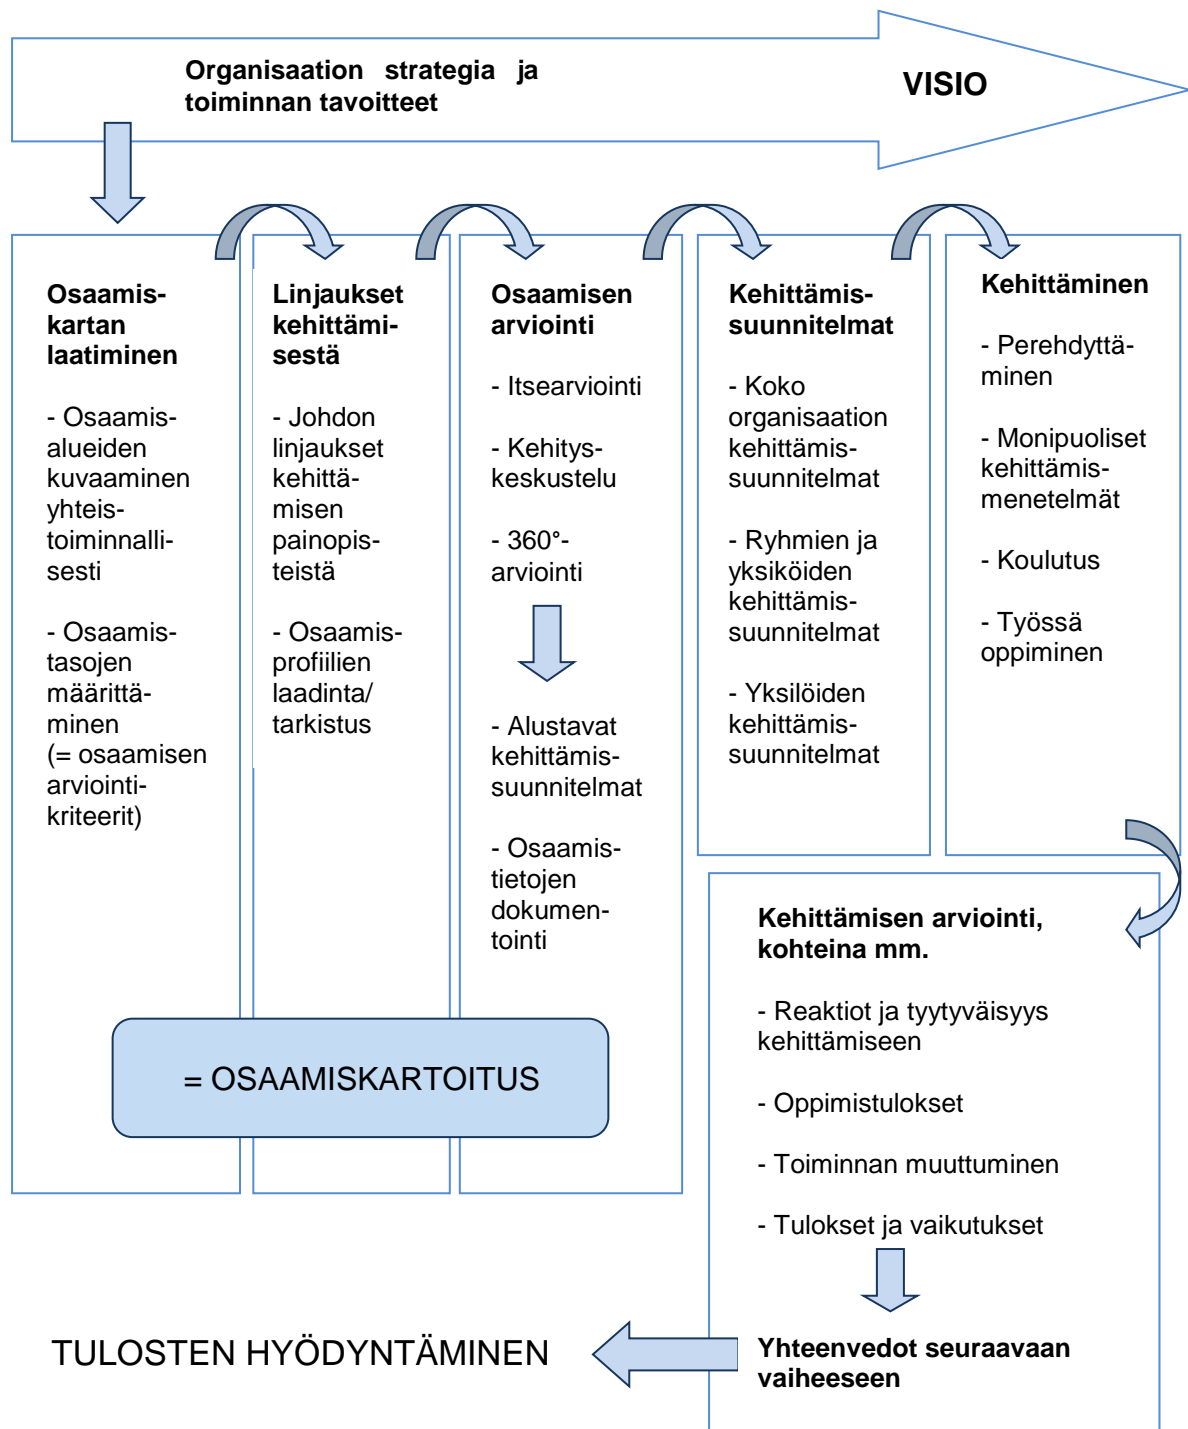 Organisaation strategia ja
toiminnan tavoitteet
VISIO
Osaamis-
kartan
laatiminen
- Osaamis-
alueiden
kuvaaminen
yhteis-
toiminnalli-
sesti
- Osaamis-
tasojen
määrittä-
minen
(= osaamisen
arviointi-
kriteerit)
Linjaukset
kehittämi-
sestä
- Johdon
linjaukset
kehittä-
misen
painopis-
teistä
- Osaamis-
profiilien
laadinta/
tarkistus
Osaamisen
arviointi
- Itsearviointi
- Kehitys-
keskustelu
- 360°-
arviointi
- Alustavat
kehittämis-
suunnitelmat
- Osaamis-
tietojen
dokumen-
tointi
Kehittämis-
suunnitelmat
- Koko
organisaation
kehittämis-
suunnitelmat
- Ryhmien ja
yksiköiden
kehittämis-
suunnitelmat
- Yksilöiden
kehittämis-
suunnitelmat
Kehittäminen
- Perehdyttä-
minen
- Monipuoliset
kehittämis-
menetelmät
- Koulutus
- Työssä
oppiminen
= OSAAMISKARTOITUS
Kehittämisen arviointi,
kohteina mm.
- Reaktiot ja tyytyväisyys
kehittämiseen
- Oppimistulokset
- Toiminnan muuttuminen
- Tulokset ja vaikutukset
Yhteenvedot seuraavaan
vaiheeseen
TULOSTEN HYÖDYNTÄMINEN